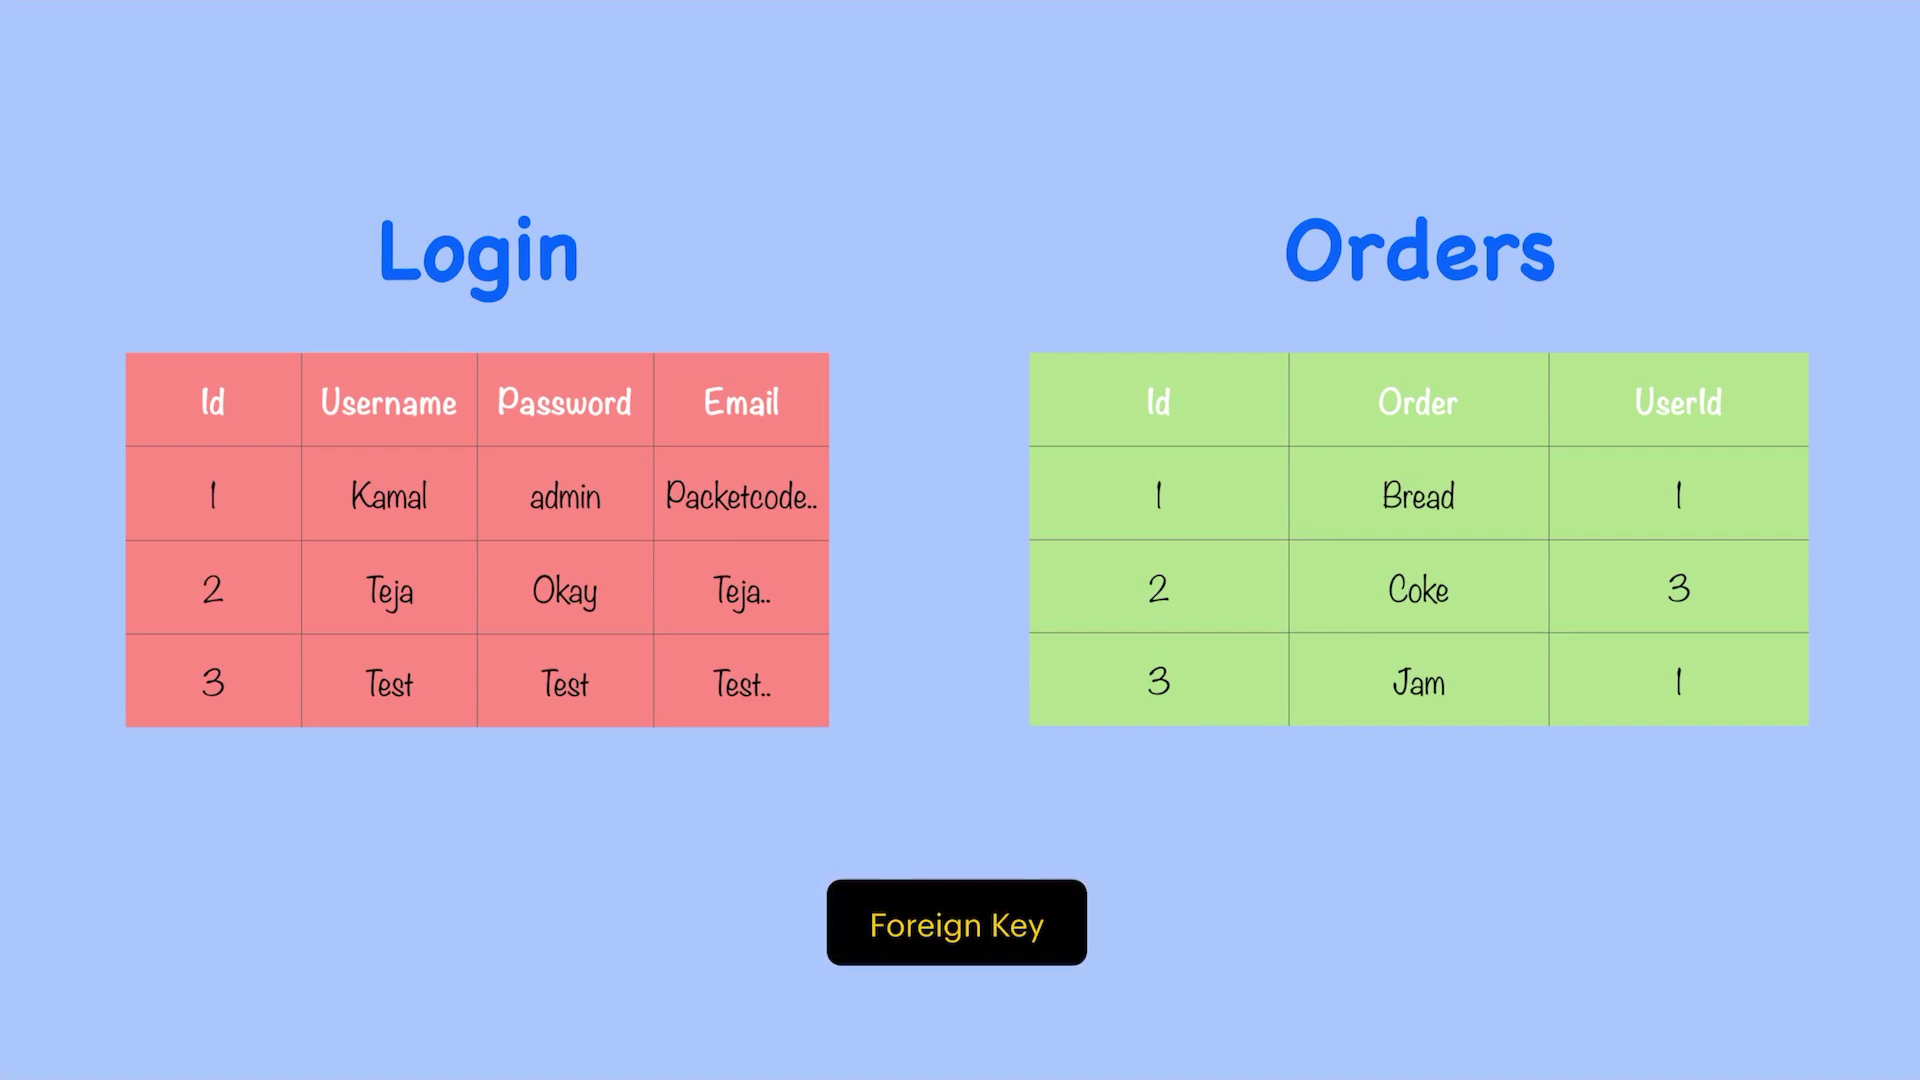 Login
Id Username Password Email
1 Kamal admin Packetcode..
2 Teja Okay Teja..
3 Test Test Test..
Orders
Id Order UserId
1 Bread 1
2 Coke 3
3 Jam 1
Foreign Key